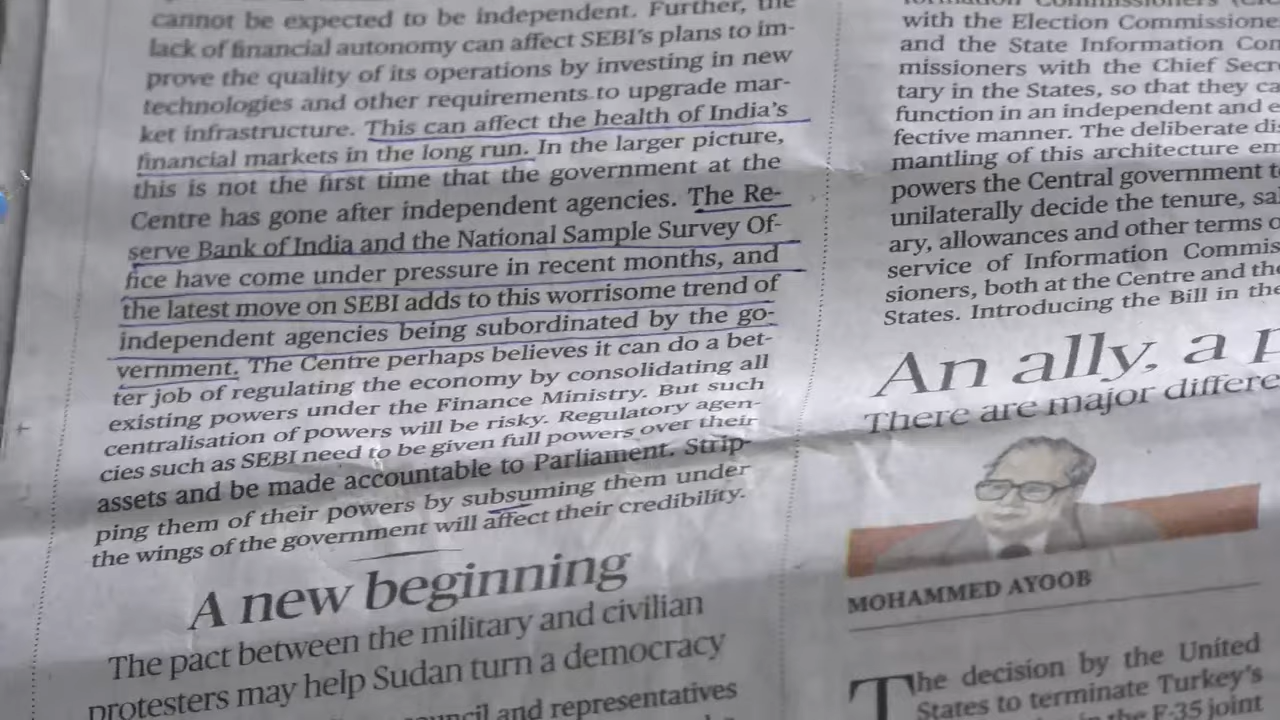 cannot be expected to be independent. Further, the
lack of financial autonomy can affect SEBI's plans to im-
prove the quality of its operations by investing in new
technologies and other requirements to upgrade mar-
ket infrastructure. This can affect the health of India's
financial markets in the long run. In the larger picture,
this is not the first time that the government at the
Centre has gone after independent agencies. The Re-
serve Bank of India and the National Sample Survey Of-
fice have come under pressure in recent months, and
the latest move on SEBI adds to this worrisome trend of
independent agencies being subordinated by the go-
vernment. The Centre perhaps believes it can do a bet-
ter job of regulating the economy by consolidating all
existing powers under the Finance Ministry. But such
centralisation of powers will be risky. Regulatory agen-
cies such as SEBI need to be given full powers over their
assets and be made accountable to Parliament. Strip-
ping them of their powers by subsuming them under
the wings of the government will affect their credibility.
A new beginning
The pact between the military and civilian
protesters may help Sudan turn a democracy
and representatives
with the Election Commissione
and the State Information Com
missioners with the Chief Secre
tary in the States, so that they ca
function in an independent and e
fective manner. The deliberate di
mantling of this architecture em
powers the Central government t
unilaterally decide the tenure, sa
ary, allowances and other terms o
service of Information Commis
sioners, both at the Centre and the
States. Introducing the Bill in the
An ally, a p
There are major differe
MOHAMMED AYOOB
The decision by the United
States to terminate Turkey's
the F-35 joint